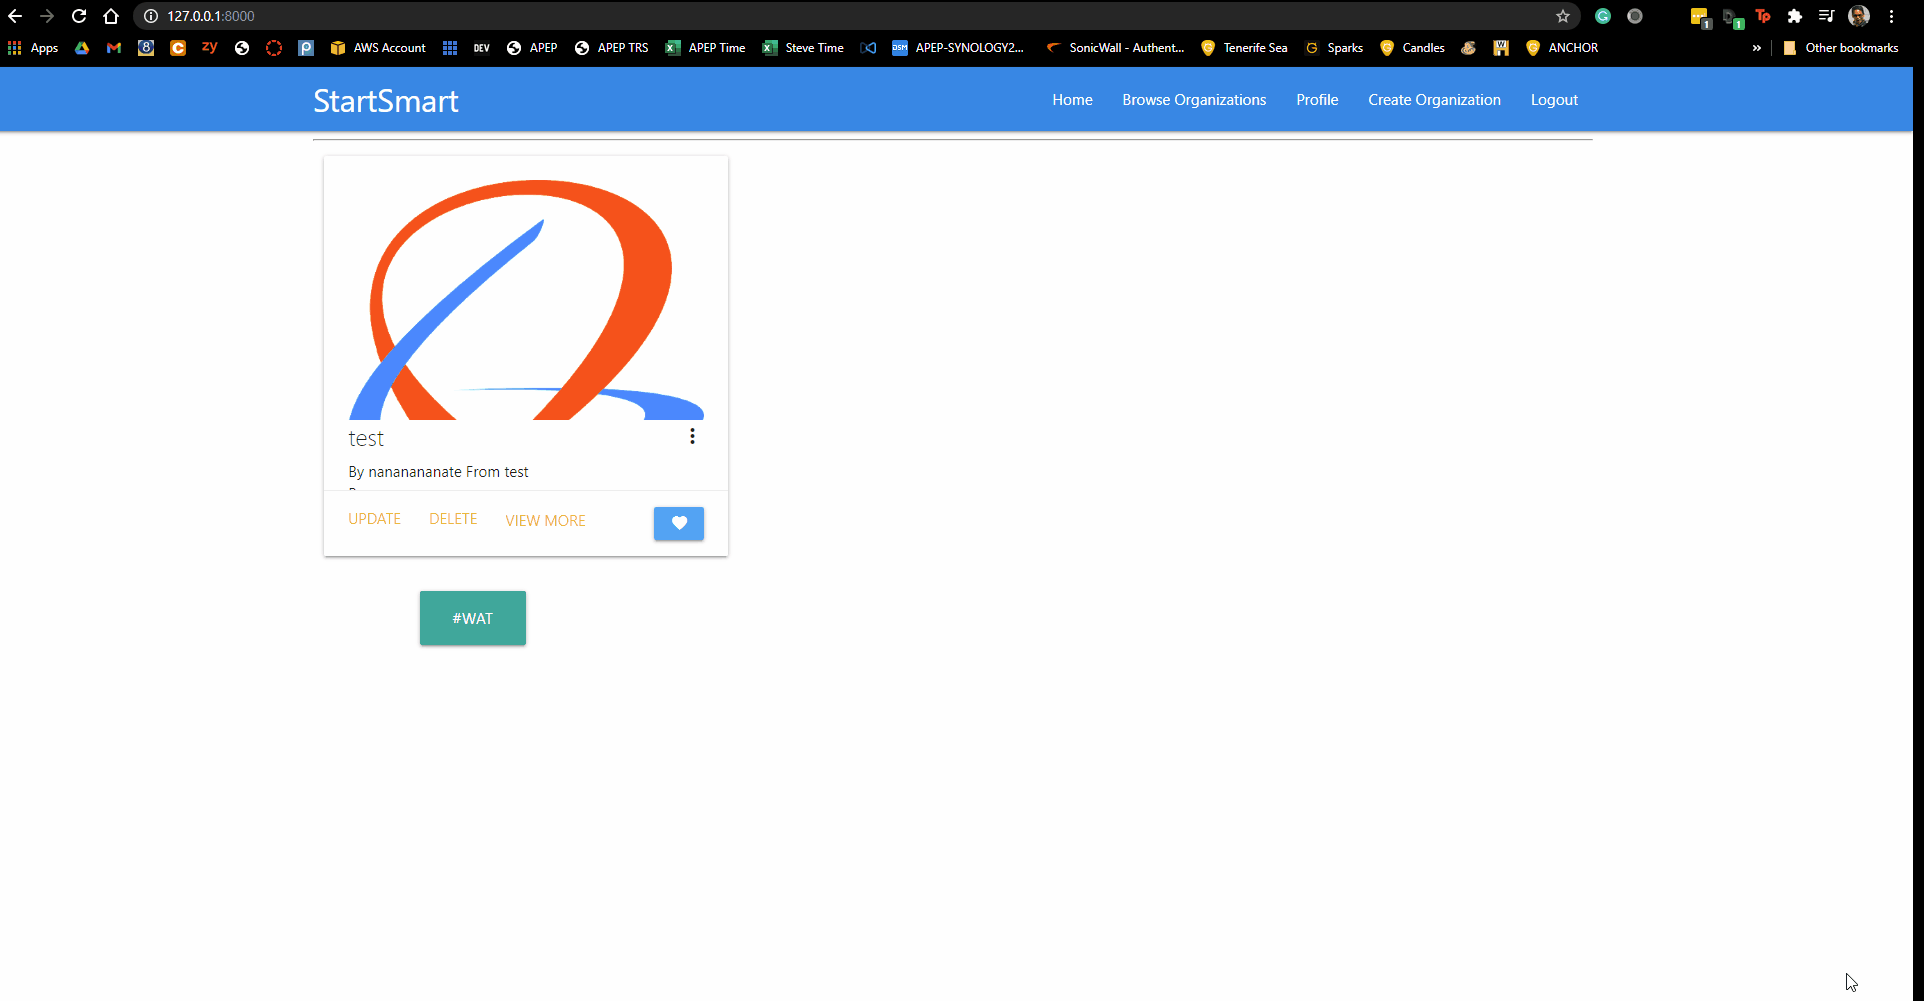 127.0.0.1:8000
Apps AWS Account DEV APEP APEP TRS APEP Time Steve Time APEP-SYNOLOGY2... SonicWall - Authent... Tenerife Sea Sparks Candles ANCHOR » Other bookmarks
StartSmart Home Browse Organizations Profile Create Organization Logout
test
By nananananate From test
UPDATE DELETE VIEW MORE
#WAT